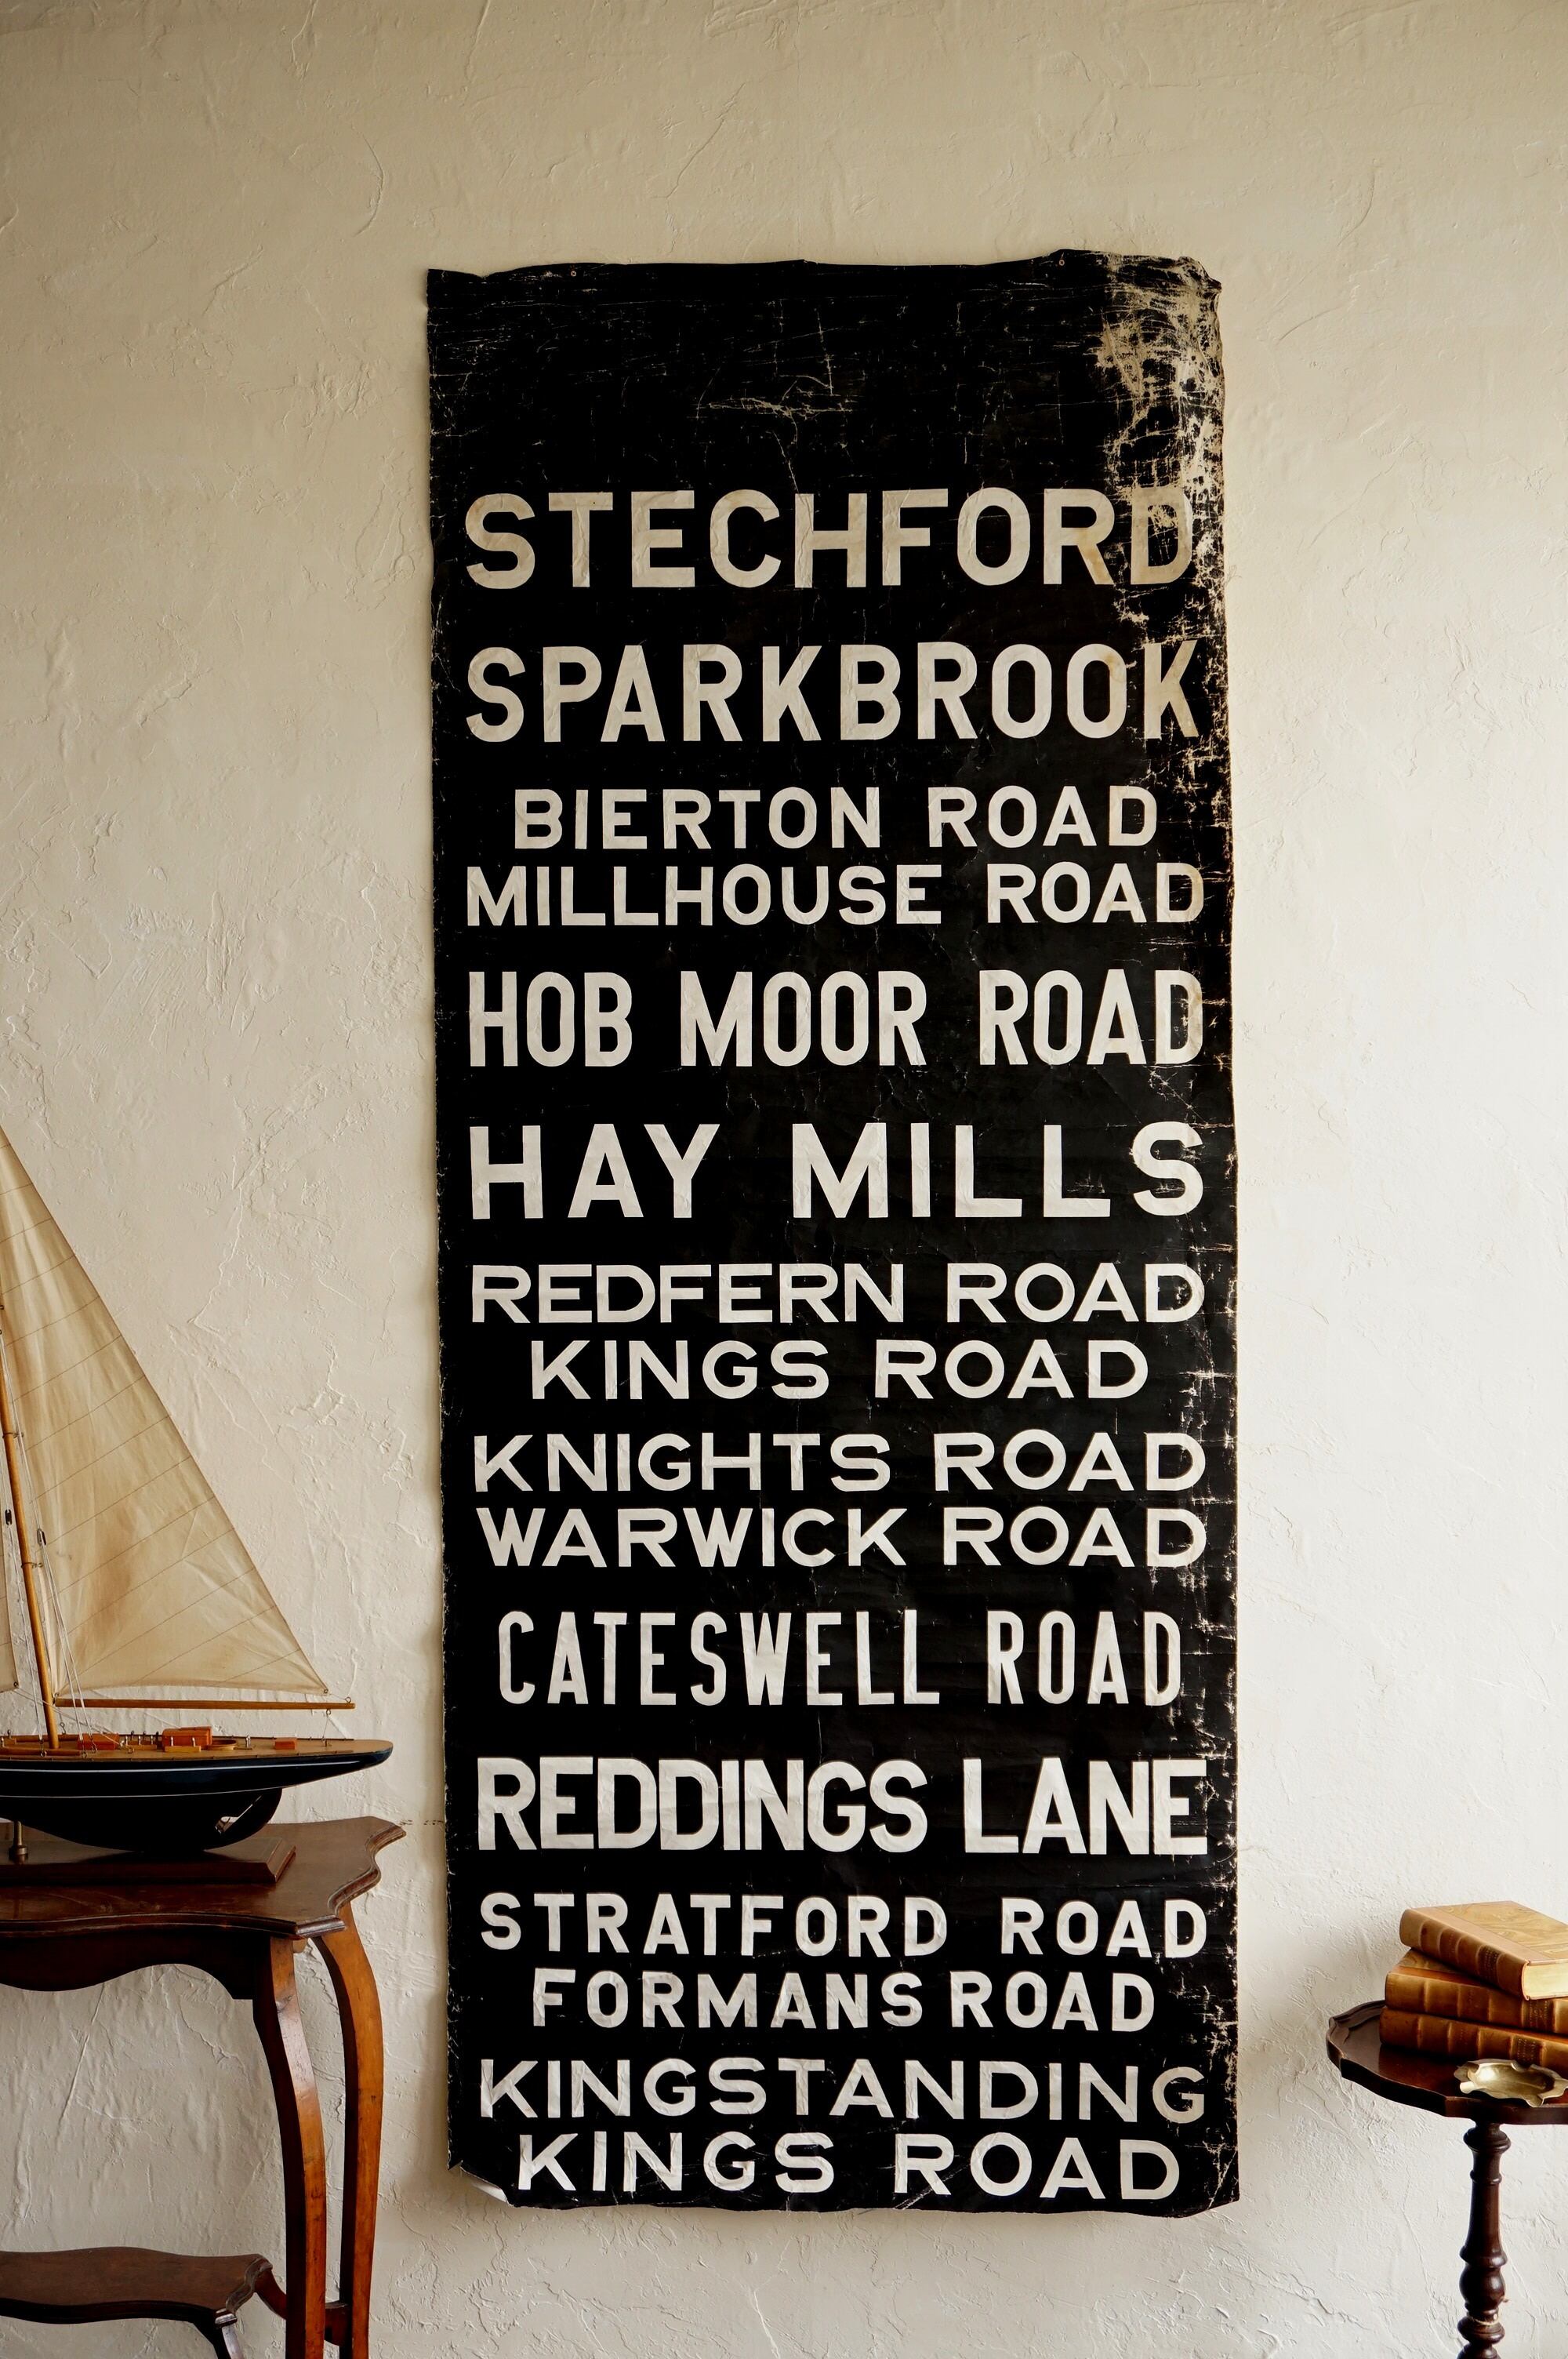 STECHFORD
SPARKBROOK
BIERTON ROAD
MILLHOUSE ROAD
HOB MOOR ROAD
HAY MILLS
REDFERN ROAD
KINGS ROAD
KNIGHTS ROAD
WARWICK ROAD
CATESWELL ROAD
REDDINGS LANE
STRATFORD ROAD
FORMANS ROAD
KINGSTANDING
KINGS ROAD